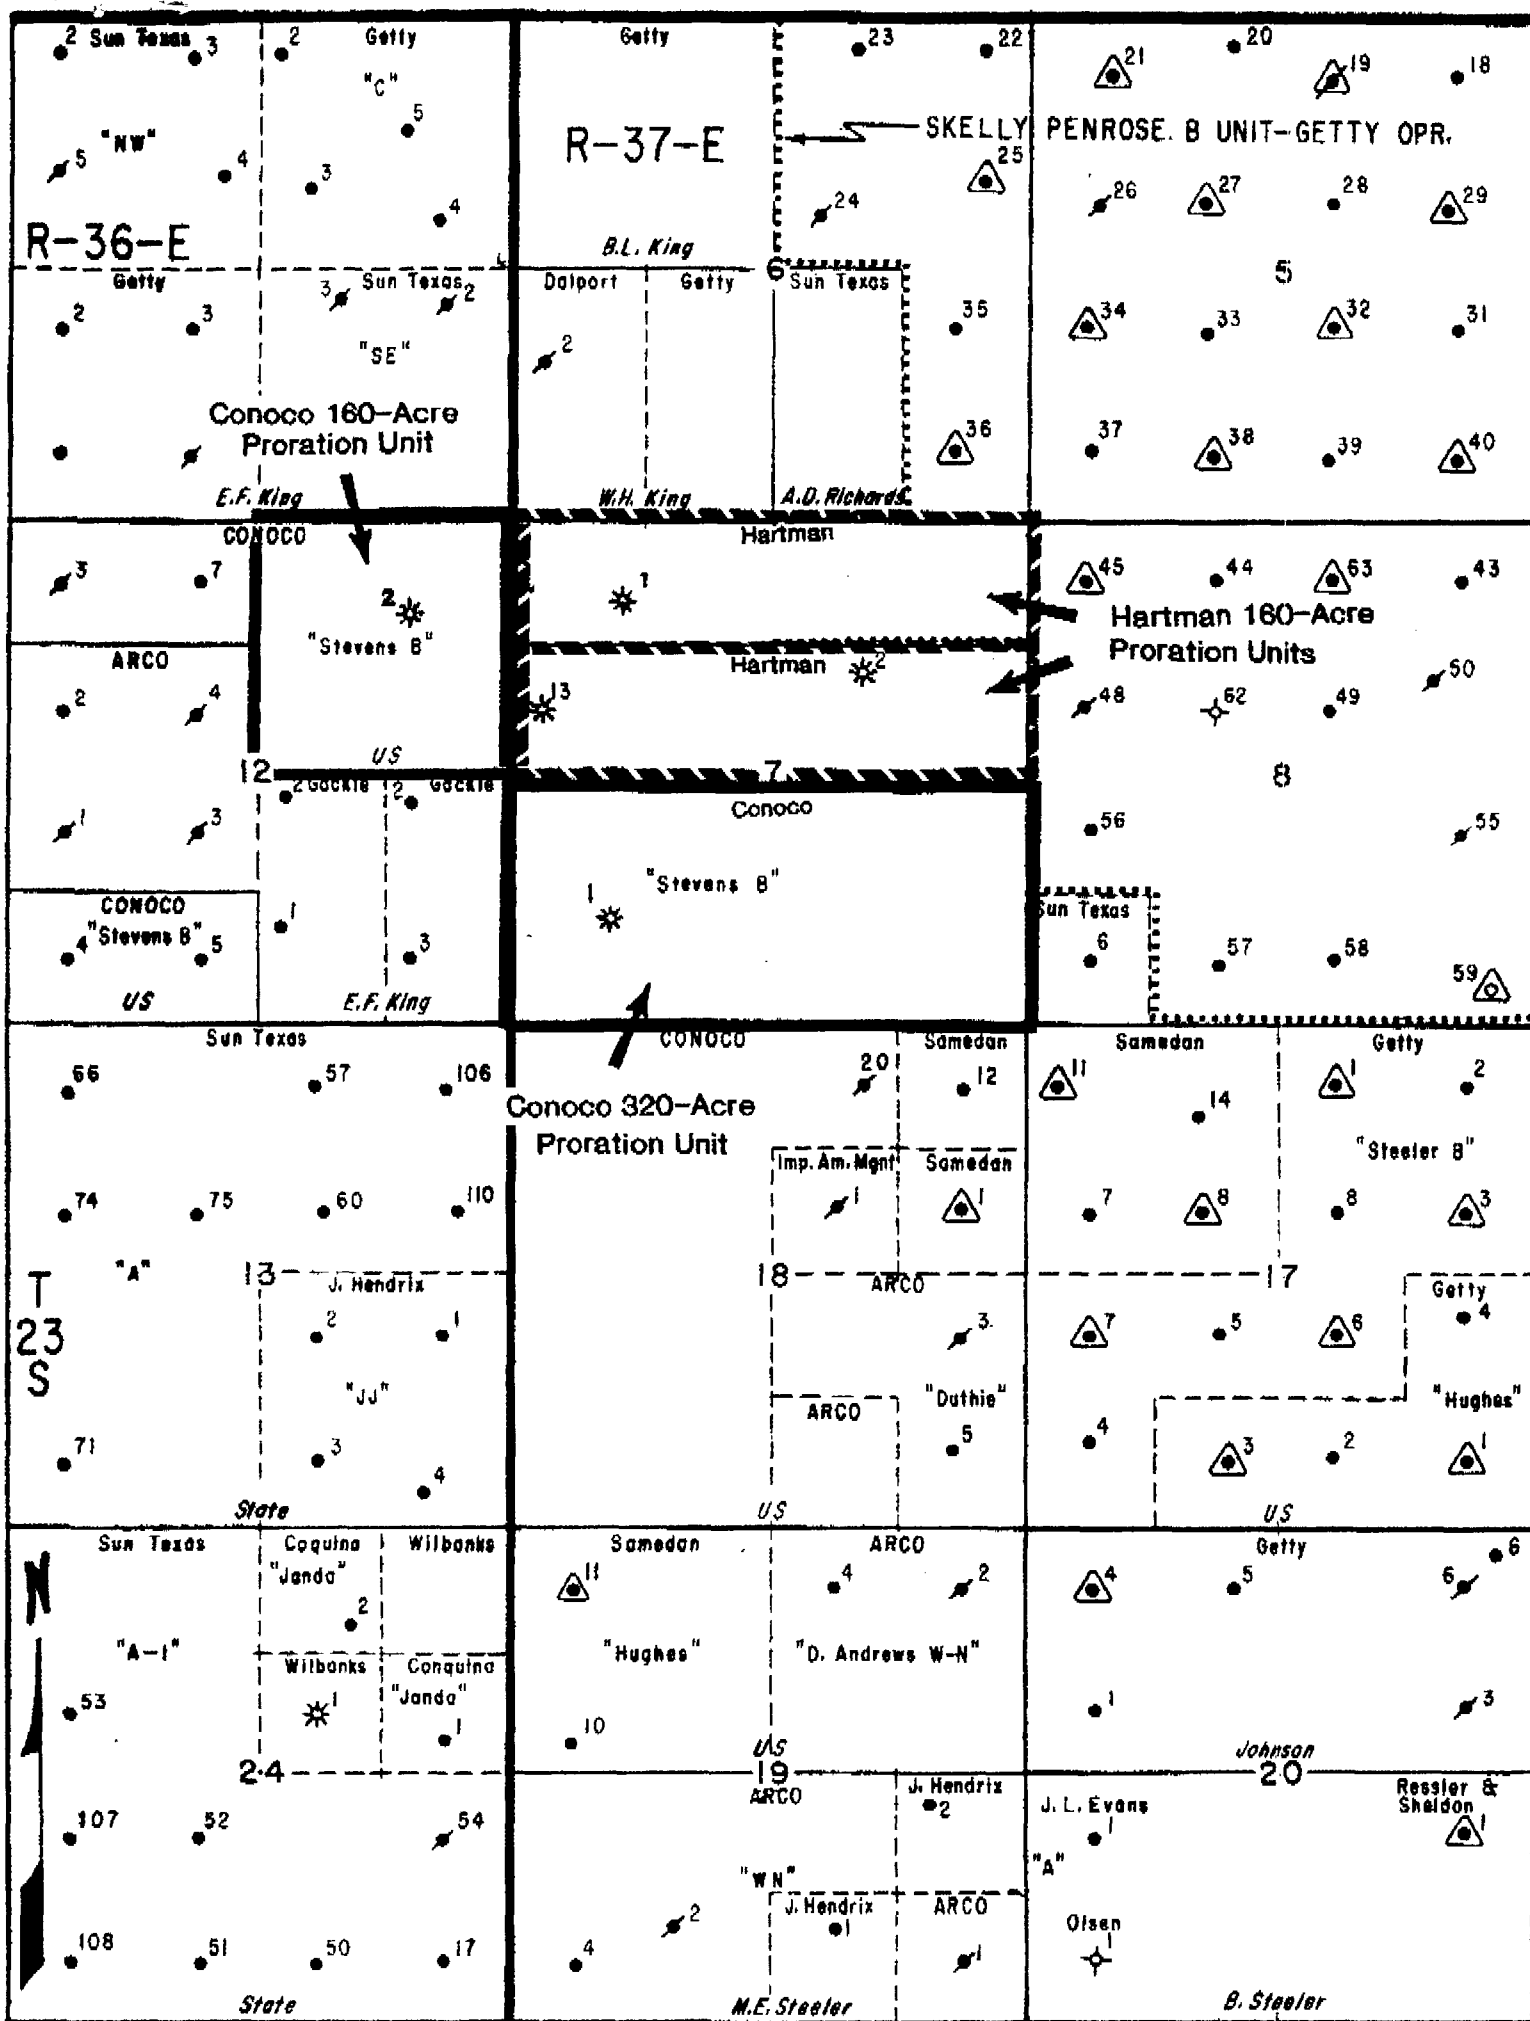 2 Sun Texas 3 2 Getty Getty 23 22 21 20 19 18
"C"
"NW" 5 R-37-E SKELLY PENROSE. B UNIT-GETTY OPR.
5 4 3 4 24 25 26 27 28 29
R-36-E B.L. King
Getty Sun Texas Dalport Getty 6 Sun Texas 5
2 3 3 2 2 35 34 33 32 31
"SE"
Conoco 160-Acre
Proration Unit
36 37 38 39 40
E.F. King W.H. King A.D. Richards
CONOCO Hartman
3 7 2 1 45 44 63 43
"Stevens B"
Hartman 160-Acre
Proration Units
ARCO Hartman
2 4 13 2 48 62 49 50
US
12 7 8
2 Gackle 2 Gackle Conoco
1 3 56 55
"Stevens B"
CONOCO
"Stevens B"
4 5 1 3 1 Sun Texas
6 57 58 59
US E.F. King
Sun Texas CONOCO Samedan Samedan Getty
66 57 106 20 12 11 14 1 2
Conoco 320-Acre
Proration Unit
"Steeler B"
Imp. Am. Mgnt Samedan
74 75 60 110 1 1 7 8 8 3
"A"
T
23
S
13 18 17
J. Hendrix ARCO Getty
2 1 3 7 5 6 4
"JJ" "Duthie" "Hughes"
ARCO
71 3 4 5 4 3 2 1
State US US
Sun Texas Coquina Wilbanks Samedan ARCO Getty
"Janda"
N 2 11 4 2 4 5 6 6
"A-1" "Hughes" "D. Andrews W-N"
Wilbanks Conquina
"Janda"
53 1 1 10 1 3
US Johnson
24 19 20
ARCO J. Hendrix J.L. Evans Ressler &
Sheldon
107 52 54 2 1 1
"WN" "A"
J. Hendrix ARCO Olsen
108 51 50 17 4 2 1 1 1
State M.E. Steeler B. Steeler